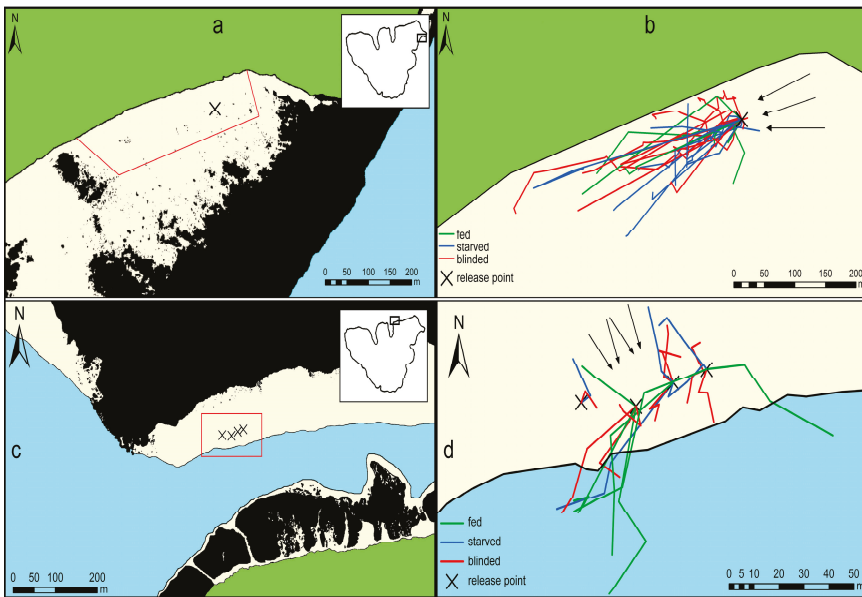 N
a
0 50 100 150 200
m
N
b
fed
starved
blinded
release point
0 50 100 150 200
m
N
c
0 50 100 200
m
N
d
fed
starved
blinded
release point
0 5 10 20 30 40 50
m